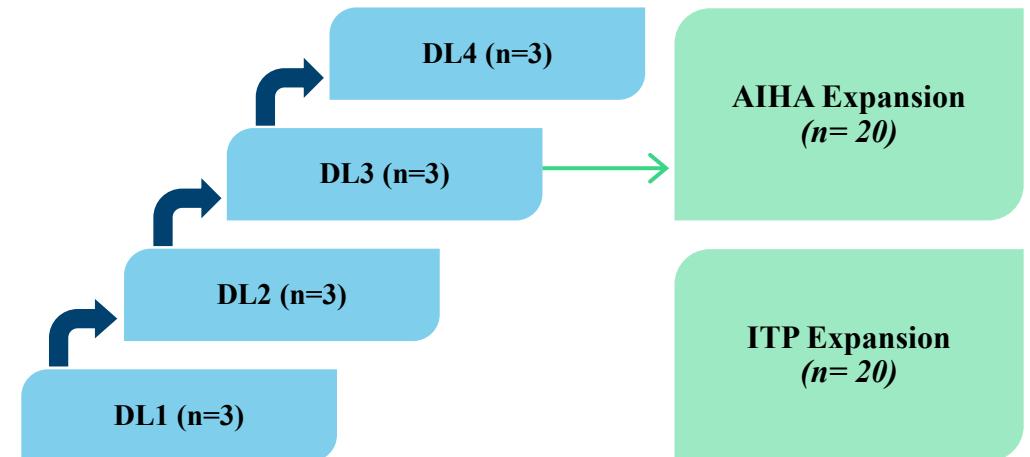 DL4 (n=3)
AIHA Expansion
(n= 20)
DL3 (n=3)
DL2 (n=3)
ITP Expansion
(n= 20)
DL1 (n=3)